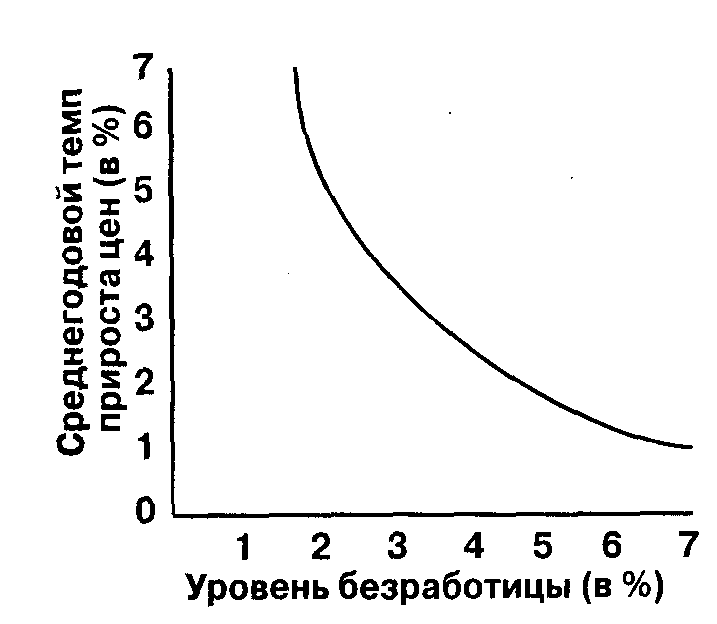 Среднегодовой темп
прироста цен (в %)
7
6
5
4
3
2
1
0
1 2 3 4 5 6 7
Уровень безработицы (в %)